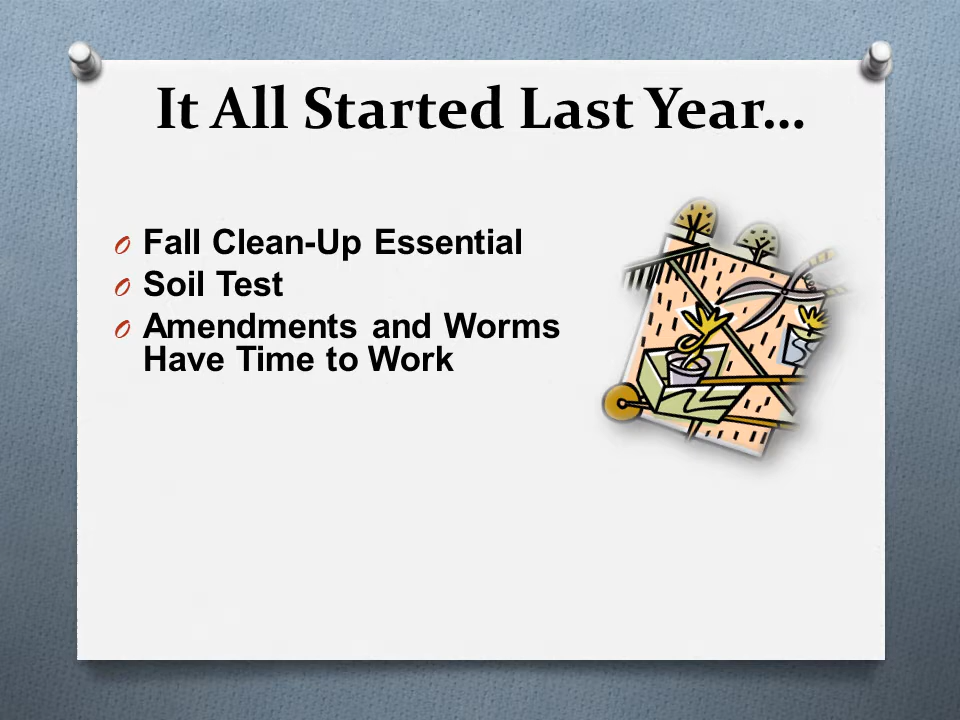 It All Started Last Year...
O Fall Clean-Up Essential
O Soil Test
O Amendments and Worms
Have Time to Work